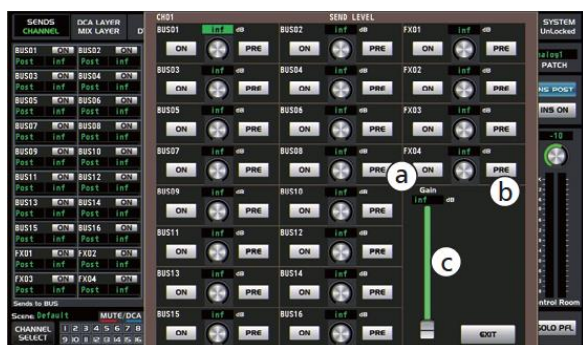 SENDS
CHANNEL
DCA LAYER
MIX LAYER
D
CH01
SEND LEVEL
SYSTEM
UnLocked
BUS01 ON BUS02 ON
Post inf Post inf
BUS03 ON BUS04 ON
Post inf Post inf
BUS05 ON BUS06 ON
Post inf Post inf
BUS07 ON BUS08 ON
Post inf Post inf
BUS09 ON BUS10 ON
Post inf Post inf
BUS11 ON BUS12 ON
Post inf Post inf
BUS13 ON BUS14 ON
Post inf Post inf
BUS15 ON BUS16 ON
Post inf Post inf
FX01 ON FX02 ON
Post inf Post inf
FX03 ON FX04 ON
Post inf Post inf
Sends to BUS
Scene: Default MUTE/DCA
CHANNEL
SELECT
1 2 3 4 5 6 7 8
9 10 11 12 13 14 15 16
BUS01 inf dB BUS02 inf dB FX01 inf dB
ON PRE ON PRE ON PRE
BUS03 inf dB BUS04 inf dB FX02 inf dB
ON PRE ON PRE ON PRE
BUS05 inf dB BUS06 inf dB FX03 inf dB
ON PRE ON PRE ON PRE
BUS07 inf dB BUS08 inf dB FX04 inf dB
ON PRE ON PRE a ON PRE b
BUS09 inf dB BUS10 inf dB Gain
ON PRE ON PRE inf dB
BUS11 inf dB BUS12 inf dB
ON PRE ON PRE c
BUS13 inf dB BUS14 inf dB
ON PRE ON PRE
BUS15 inf dB BUS16 inf dB
ON PRE ON PRE EXIT
nalog1
PATCH
NS POST
INS ON
-10
ntrol Room
SOLO PFL